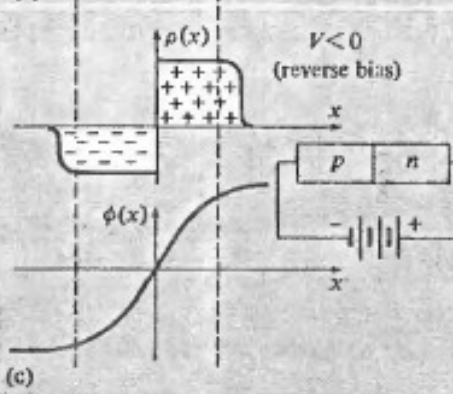 ρ(x)
V<0
(reverse bias)
+ + +
+ + + +
+ + + +
+ + + +
x
p n
φ(x)
- +
x
(c)